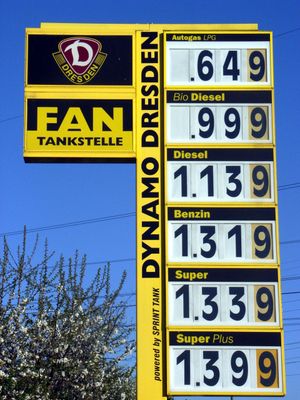 D
DRESDEN
FAN
TANKSTELLE
DYNAMO DRESDEN
powered by SPRINT TANK
Autogas LPG
.649
Bio Diesel
.999
Diesel
1.139
Benzin
1.319
Super
1.339
Super Plus
1.399